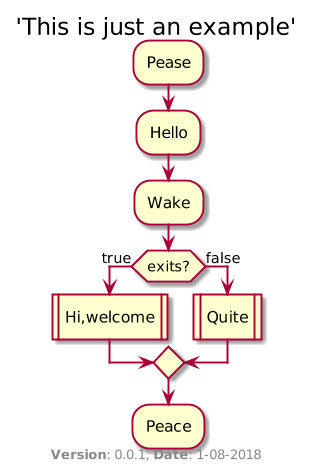 'This is just an example'
Pease
Hello
Wake
exits?
true
false
Hi,welcome
Quite
Peace
Version: 0.0.1, Date: 1-08-2018